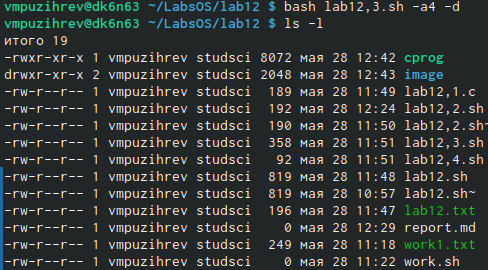 vmpuzihrev@dk6n63 ~/LabsOS/lab12 $ bash lab12,3.sh -a4 -d
vmpuzihrev@dk6n63 ~/LabsOS/lab12 $ ls -l
итого 19
-rwxr-xr-x 1 vmpuzihrev studsci 8072 мая 28 12:42 cprog
drwxr-xr-x 2 vmpuzihrev studsci 2048 мая 28 12:43 image
-rw-r--r-- 1 vmpuzihrev studsci 189 мая 28 11:49 lab12,1.c
-rw-r--r-- 1 vmpuzihrev studsci 192 мая 28 12:24 lab12,2.sh
-rw-r--r-- 1 vmpuzihrev studsci 190 мая 28 11:50 lab12,2.sh~
-rw-r--r-- 1 vmpuzihrev studsci 358 мая 28 11:51 lab12,3.sh
-rw-r--r-- 1 vmpuzihrev studsci 92 мая 28 11:51 lab12,4.sh
-rw-r--r-- 1 vmpuzihrev studsci 819 мая 28 11:48 lab12.sh
-rw-r--r-- 1 vmpuzihrev studsci 819 мая 28 10:57 lab12.sh~
-rw-r--r-- 1 vmpuzihrev studsci 196 мая 28 11:47 lab12.txt
-rw-r--r-- 1 vmpuzihrev studsci 0 мая 28 12:29 report.md
-rw-r--r-- 1 vmpuzihrev studsci 249 мая 28 11:18 work1.txt
-rw-r--r-- 1 vmpuzihrev studsci 0 мая 28 11:22 work.sh